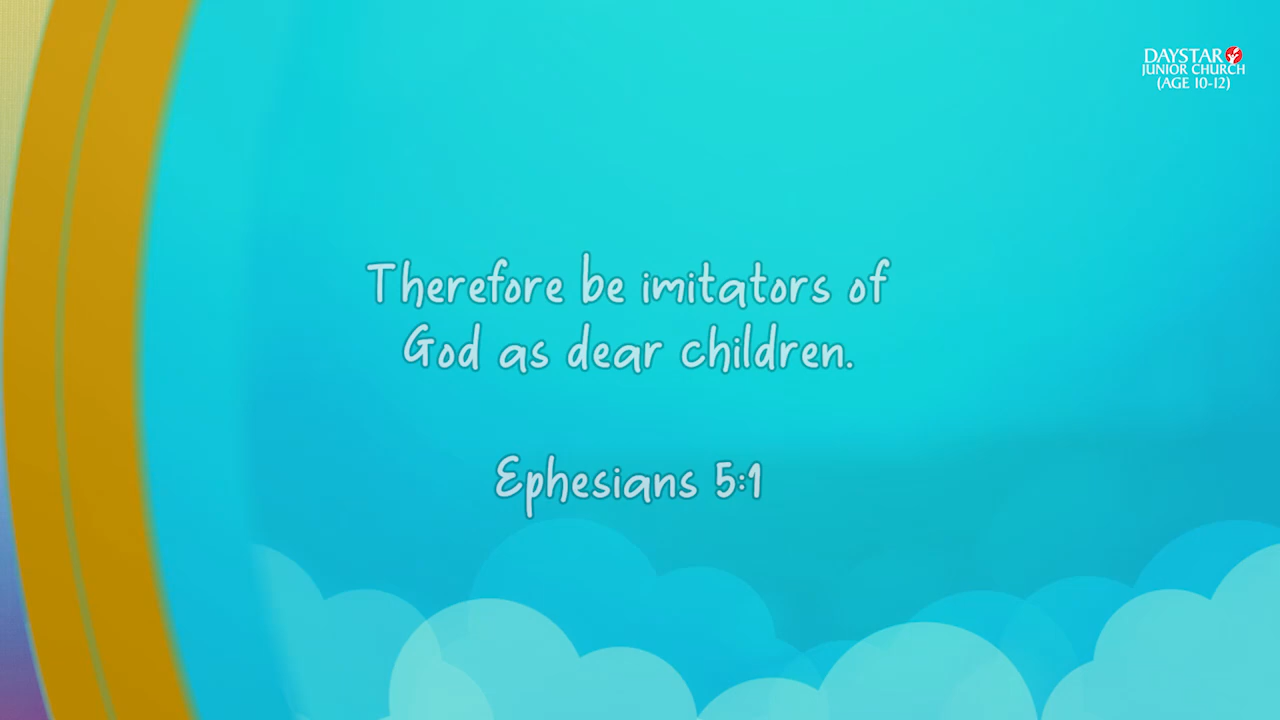 DAYSTAR
JUNIOR CHURCH
(AGE 10-12)
Therefore be imitators of
God as dear children.
Ephesians 5:1